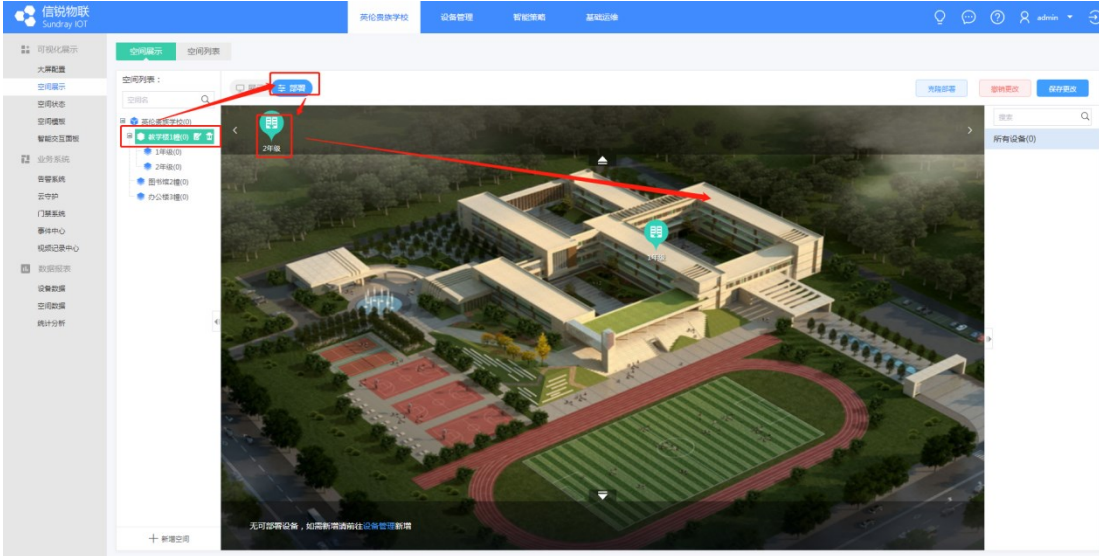 信锐物联
Sundray IOT
英伦贵族学校
设备管理
智能策略
基础运维
admin
可视化展示
大屏配置
空间展示
空间状态
空间模板
智能交互面板
业务系统
告警系统
云守护
门禁系统
事件中心
视频记录中心
数据报表
设备数据
空间数据
统计分析
空间展示
空间列表
空间列表：
空间名
英伦贵族学校(0)
教学楼1幢(0)
1年级(0)
2年级(0)
图书馆2幢(0)
办公楼3幢(0)
新增空间
部署
克隆部署
撤销更改
保存更改
2年级
1年级
搜索
所有设备(0)
无可部署设备，如需新增请前往设备管理新增